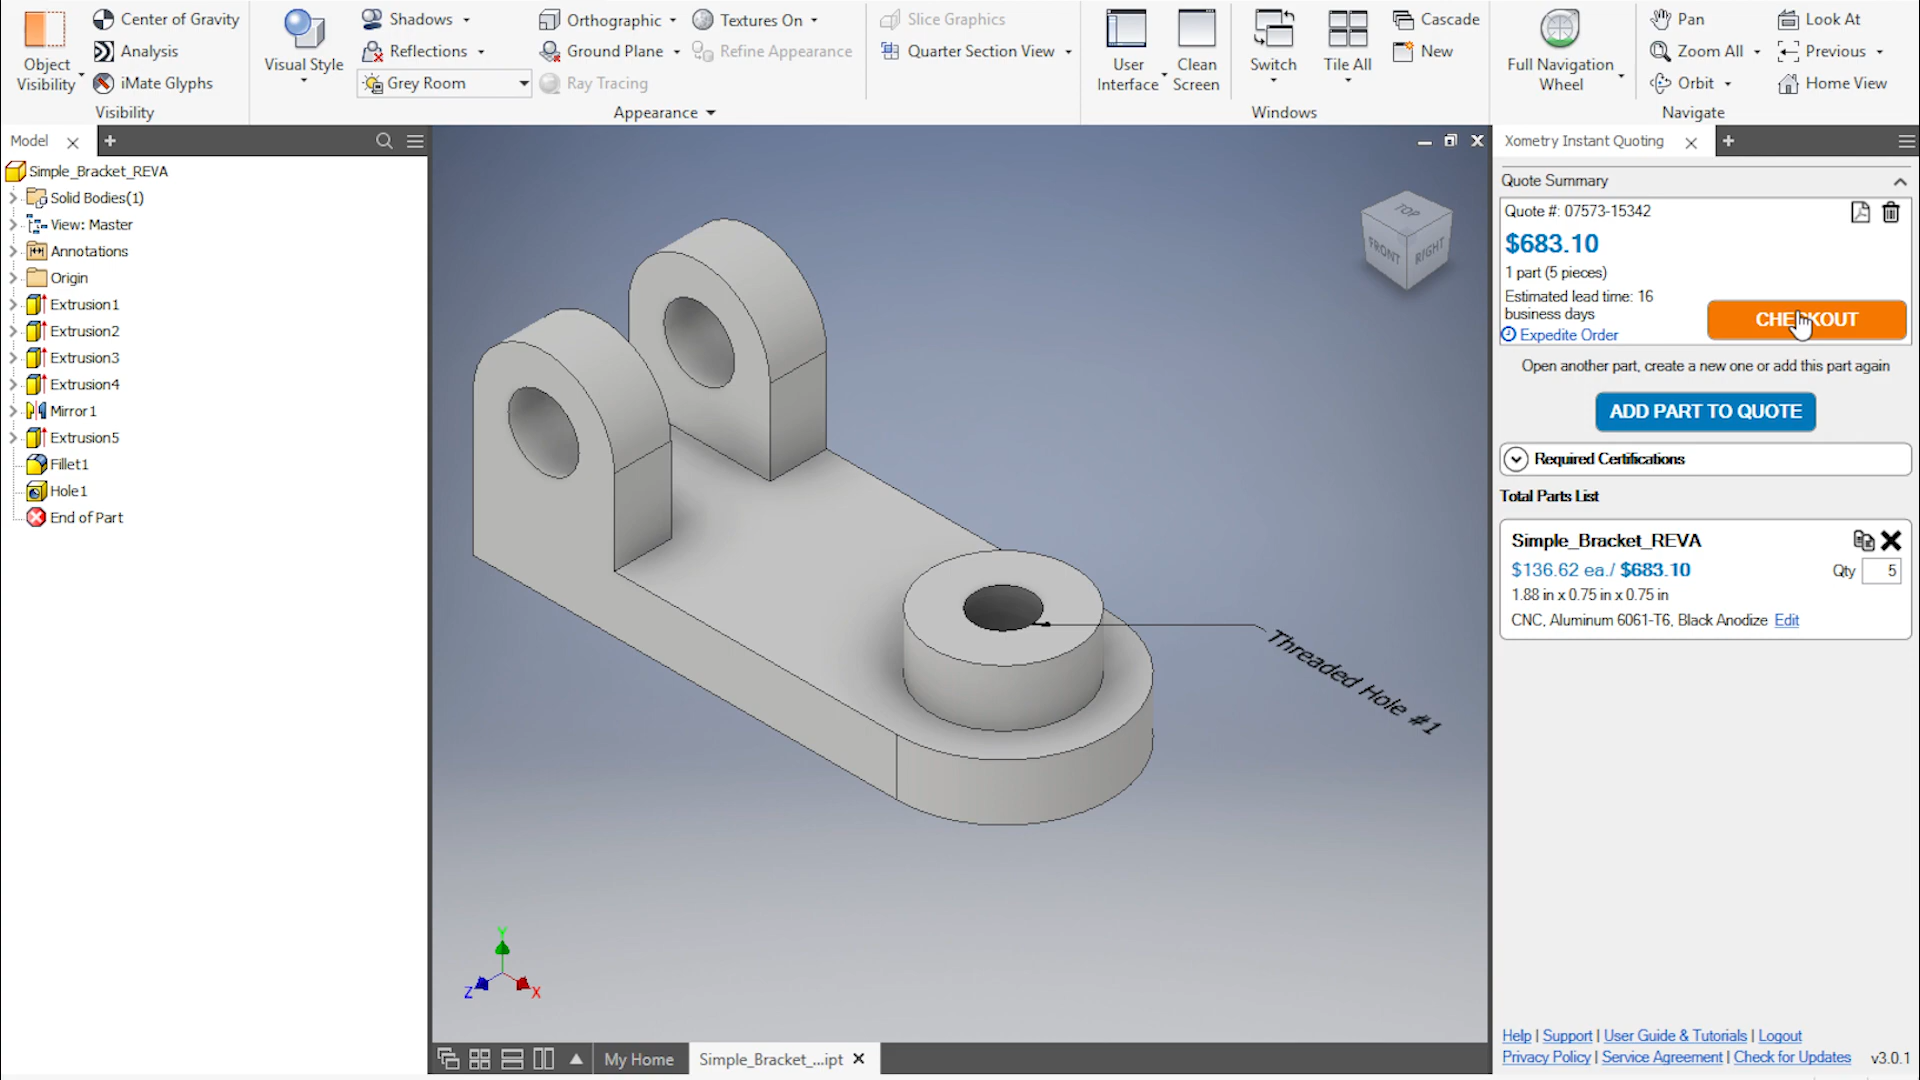 Object
Visibility
Center of Gravity
Analysis
iMate Glyphs
Visibility
Visual Style
Shadows
Reflections
Grey Room
Orthographic
Ground Plane
Ray Tracing
Textures On
Refine Appearance
Appearance
Slice Graphics
Quarter Section View
User
Interface
Clean
Screen
Switch
Tile All
Cascade
New
Windows
Full Navigation
Wheel
Pan
Zoom All
Orbit
Look At
Previous
Home View
Navigate
Model
Simple_Bracket_REVA
Solid Bodies(1)
View: Master
Annotations
Origin
Extrusion1
Extrusion2
Extrusion3
Extrusion4
Mirror1
Extrusion5
Fillet1
Hole1
End of Part
TOP
FRONT
RIGHT
Threaded Hole #1
Y
Z
X
My Home
Simple_Bracket_...ipt
Xometry Instant Quoting
Quote Summary
Quote #: 07573-15342
$683.10
1 part (5 pieces)
Estimated lead time: 16
business days
Expedite Order
CHECKOUT
Open another part, create a new one or add this part again
ADD PART TO QUOTE
Required Certifications
Total Parts List
Simple_Bracket_REVA
$136.62 ea./ $683.10
Qty 5
1.88 in x 0.75 in x 0.75 in
CNC, Aluminum 6061-T6, Black Anodize Edit
Help | Support | User Guide & Tutorials | Logout
Privacy Policy | Service Agreement | Check for Updates v3.0.1